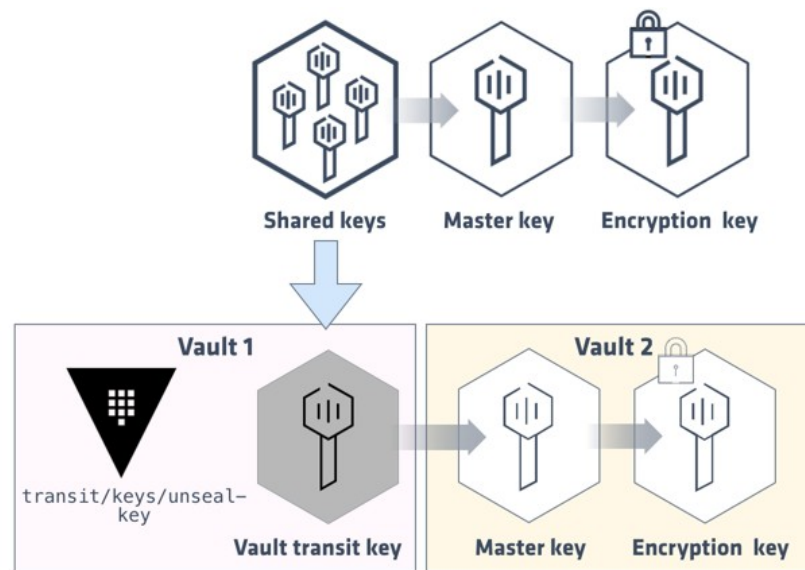 Shared keys
Master key
Encryption key
Vault 1
Vault 2
transit/keys/unseal-
key
Vault transit key
Master key
Encryption key